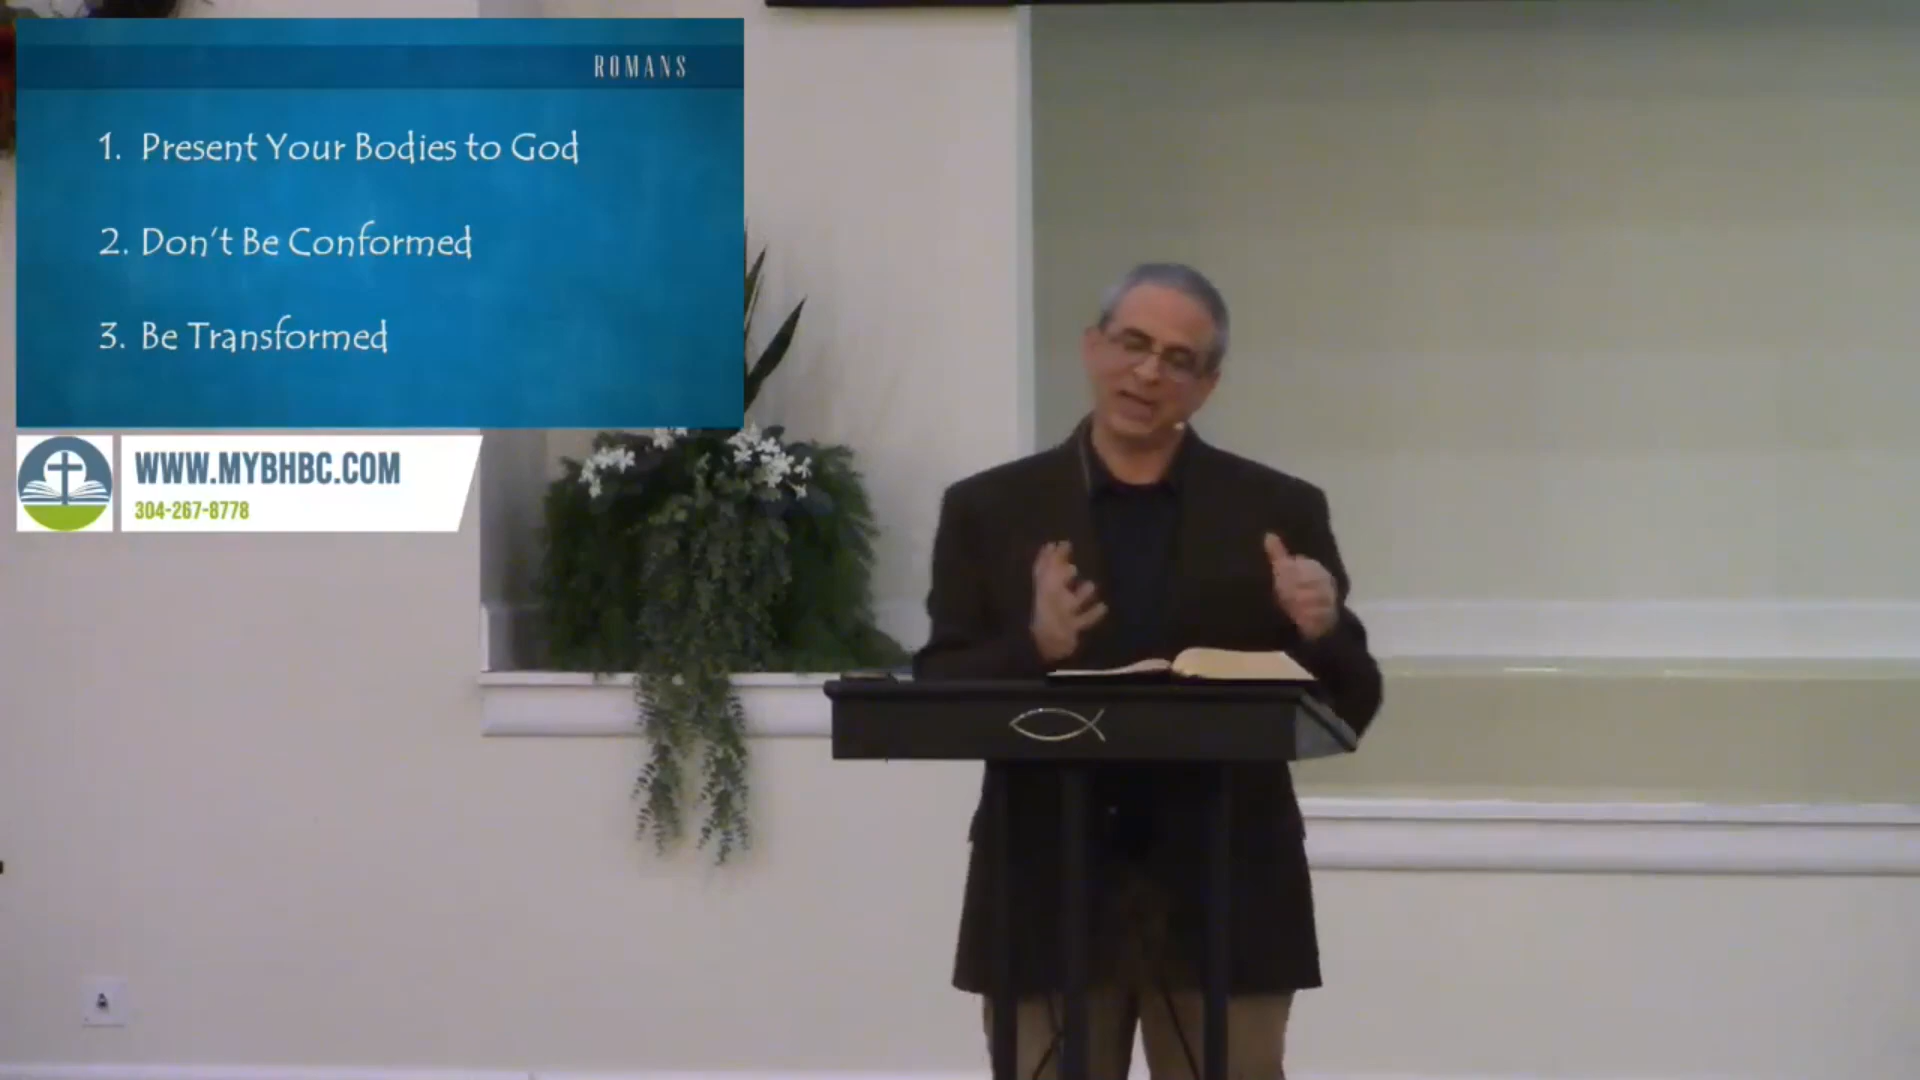 ROMANS
1. Present Your Bodies to God
2. Don't Be Conformed
3. Be Transformed
WWW.MYBHBC.COM
304-267-8778